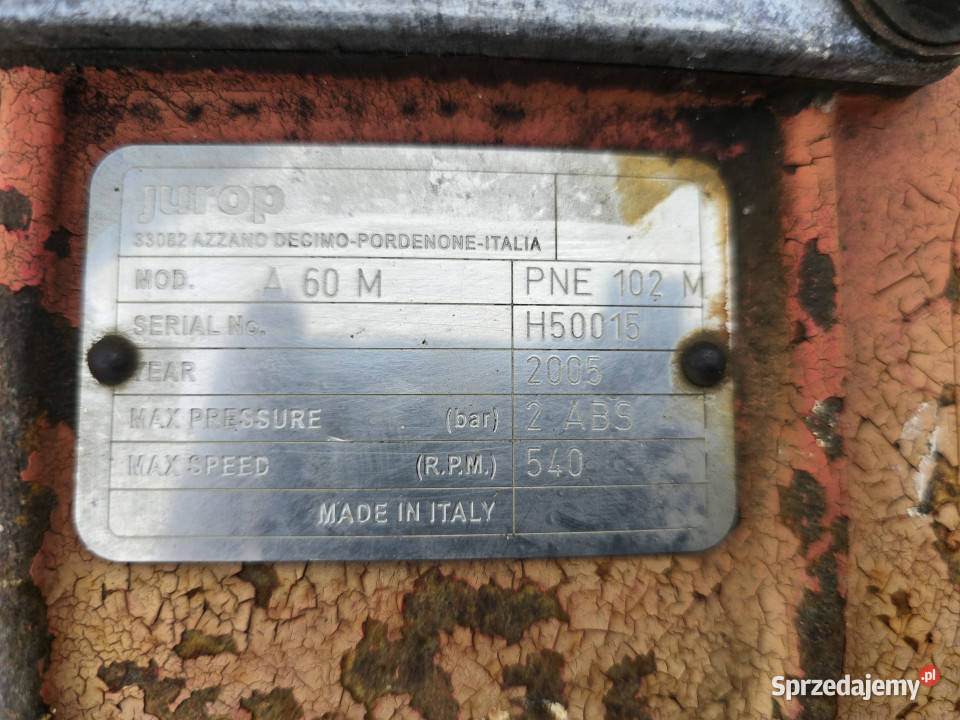 jurop
33082 AZZANO DECIMO-PORDENONE-ITALIA
MOD. A 60 M PNE 102 M
SERIAL No. H50015
YEAR 2005
MAX PRESSURE (bar) 2 ABS
MAX SPEED (R.P.M.) 540
MADE IN ITALY
Sprzedajemy.pl